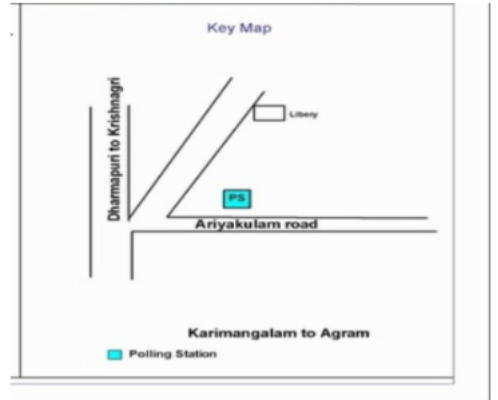 Key Map
Dharmapuri to Krishnagri
Libery
PS
Ariyakulam road
Karimangalam to Agram
Polling Station